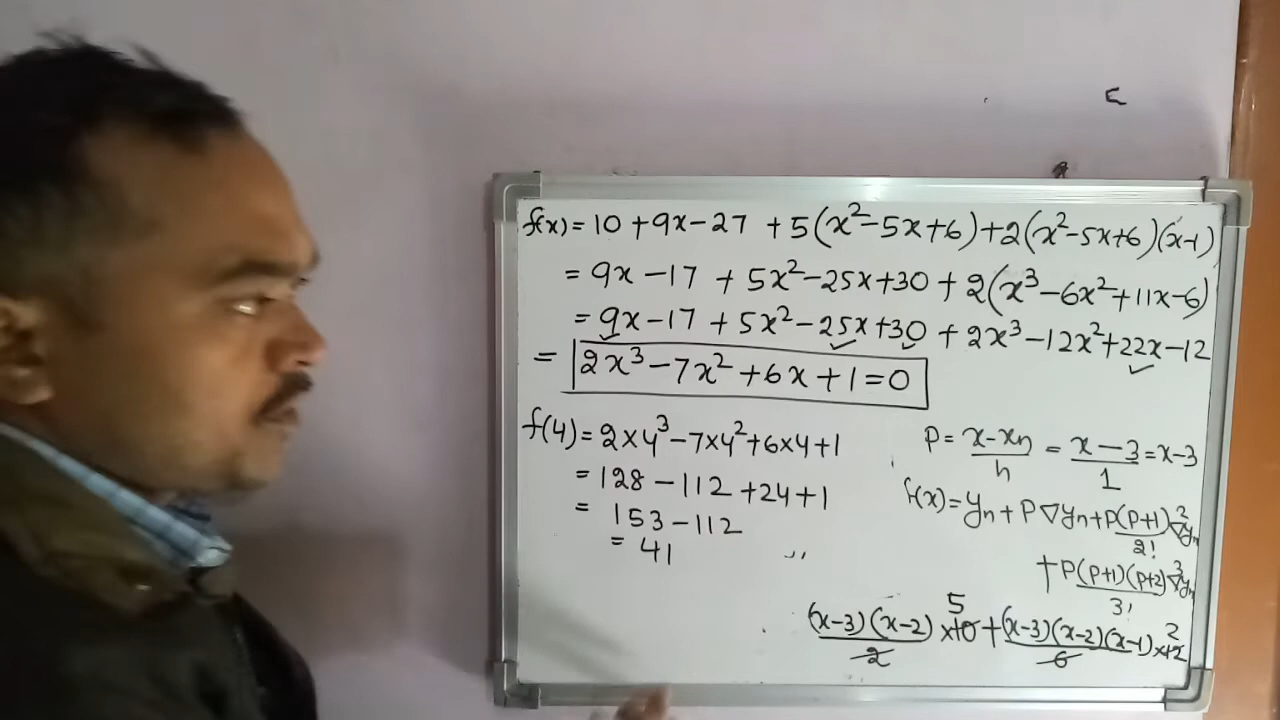 f(x) = 10 + 9x - 27 + 5(x² - 5x + 6) + 2(x² - 5x + 6)(x - 1)
= 9x - 17 + 5x² - 25x + 30 + 2(x³ - 6x² + 11x - 6)
= 9x - 17 + 5x² - 25x + 30 + 2x³ - 12x² + 22x - 12
= 2x³ - 7x² + 6x + 1 = 0
f(4) = 2×4³ - 7×4² + 6×4 + 1
= 128 - 112 + 24 + 1
= 153 - 112
= 41
P = (x - xₙ)/h = (x - 3)/1 = x - 3
f(x) = yₙ + P∇yₙ + P(P+1)/2! ∇²yₙ
+ P(P+1)(P+2)/3! ∇³yₙ
(x-3)(x-2)/2 × 10 5 + (x-3)(x-2)(x-1)/6 × 12 2